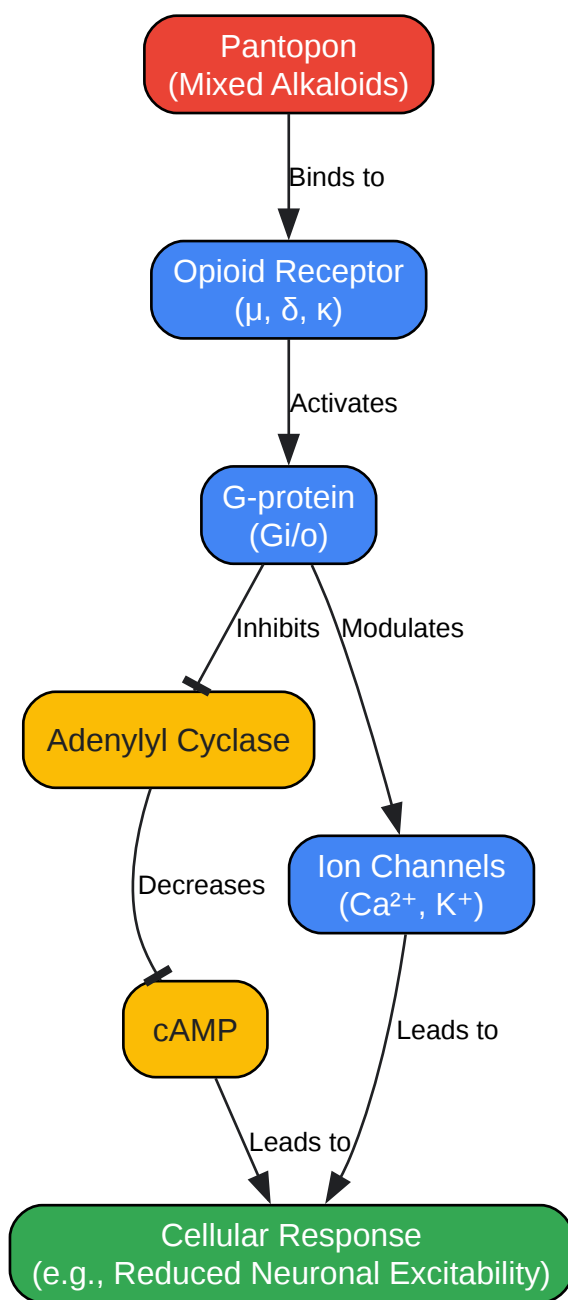 Pantopon
(Mixed Alkaloids)
Binds to
Opioid Receptor
(μ, δ, κ)
Activates
G-protein
(Gi/o)
Inhibits
Modulates
Adenylyl Cyclase
Decreases
Ion Channels
(Ca²⁺, K⁺)
cAMP
Leads to
Leads to
Cellular Response
(e.g., Reduced Neuronal Excitability)